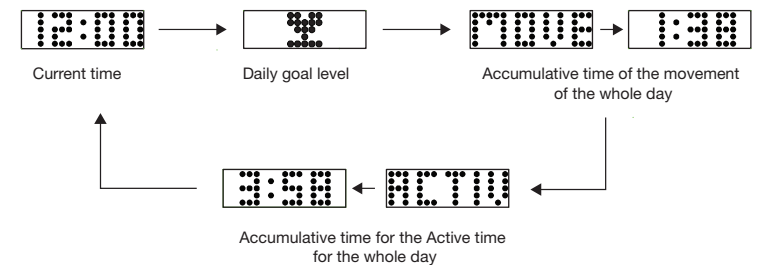 12:00
MOVE
1:38
Current time
Daily goal level
Accumulative time of the movement
of the whole day
3:58
ACTIV
Accumulative time for the Active time
for the whole day